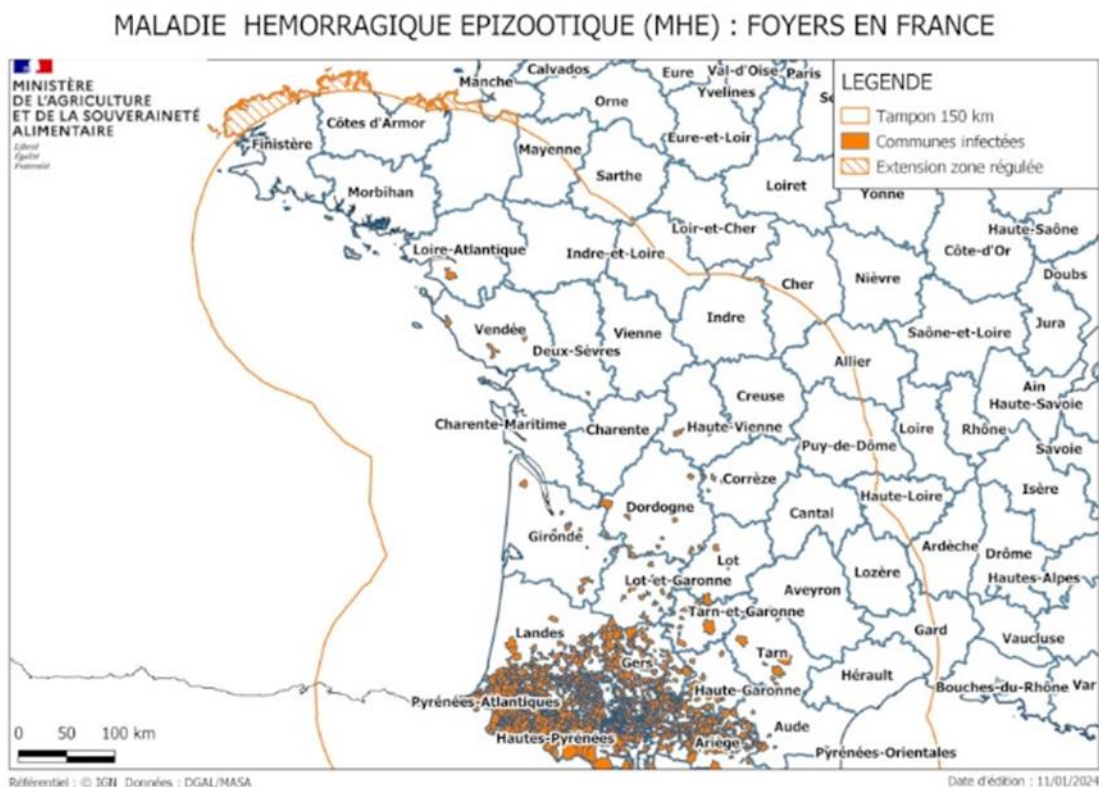 MALADIE HEMORRAGIQUE EPIZOOTIQUE (MHE) : FOYERS EN FRANCE
MINISTÈRE
DE L'AGRICULTURE
ET DE LA SOUVERAINETÉ
ALIMENTAIRE
Liberté
Égalité
Fraternité
LEGENDE
Tampon 150 km
Communes infectées
Extension zone régulée
Manche
Calvados
Eure
Val-d'Oise
Paris
Yvelines
Orne
Eure-et-Loir
Côtes d'Armor
Finistère
Mayenne
Sarthe
Loiret
Yonne
Morbihan
Loir-et-Cher
Haute-Saône
Côte-d'Or
Loire-Atlantique
Indre-et-Loire
Cher
Nièvre
Doubs
Vendée
Vienne
Indre
Saône-et-Loire
Jura
Deux-Sèvres
Allier
Ain
Creuse
Haute-Savoie
Charente-Maritime
Charente
Haute-Vienne
Loire
Rhône
Puy-de-Dôme
Savoie
Corrèze
Isère
Dordogne
Haute-Loire
Cantal
Gironde
Ardèche
Drôme
Lot
Lozère
Hautes-Alpes
Lot-et-Garonne
Aveyron
Tarn-et-Garonne
Landes
Gard
Vaucluse
Gers
Tarn
Hérault
Haute-Garonne
Bouches-du-Rhône
Var
Pyrénées-Atlantiques
Aude
Hautes-Pyrénées
Ariège
Pyrénées-Orientales
0 50 100 km
Référentiel : © IGN Données : DGAL/MASA
Date d'édition : 11/01/2024